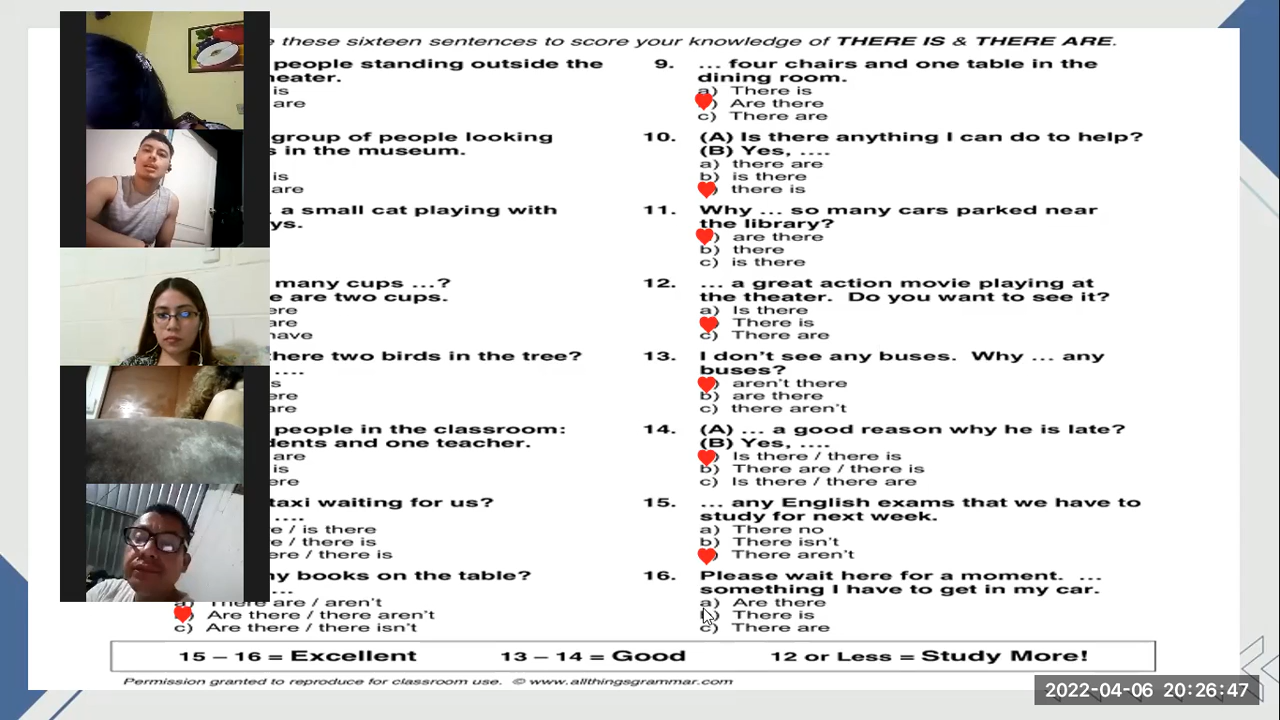 e these sixteen sentences to score your knowledge of THERE IS & THERE ARE.
people standing outside the
heater.
is
are
group of people looking
s in the museum.
is
are
a small cat playing with
ys.
many cups ...?
e are two cups.
ere
are
have
there two birds in the tree?
....
s
ere
are
people in the classroom:
dents and one teacher.
are
is
ere
taxi waiting for us?
....
e / is there
e / there is
ere / there is
ny books on the table?
...
a) There are / aren't
) Are there / there aren't
c) Are there / there isn't
9. ... four chairs and one table in the
dining room.
a) There is
) Are there
c) There are
10. (A) Is there anything I can do to help?
(B) Yes, ....
a) there are
b) is there
) there is
11. Why ... so many cars parked near
the library?
) are there
b) there
c) is there
12. ... a great action movie playing at
the theater. Do you want to see it?
a) Is there
) There is
c) There are
13. I don't see any buses. Why ... any
buses?
) aren't there
b) are there
c) there aren't
14. (A) ... a good reason why he is late?
(B) Yes, ....
) Is there / there is
b) There are / there is
c) Is there / there are
15. ... any English exams that we have to
study for next week.
a) There no
b) There isn't
) There aren't
16. Please wait here for a moment. ...
something I have to get in my car.
a) Are there
) There is
c) There are
15 – 16 = Excellent 13 – 14 = Good 12 or Less = Study More!
Permission granted to reproduce for classroom use. © www.allthingsgrammar.com
2022-04-06 20:26:47